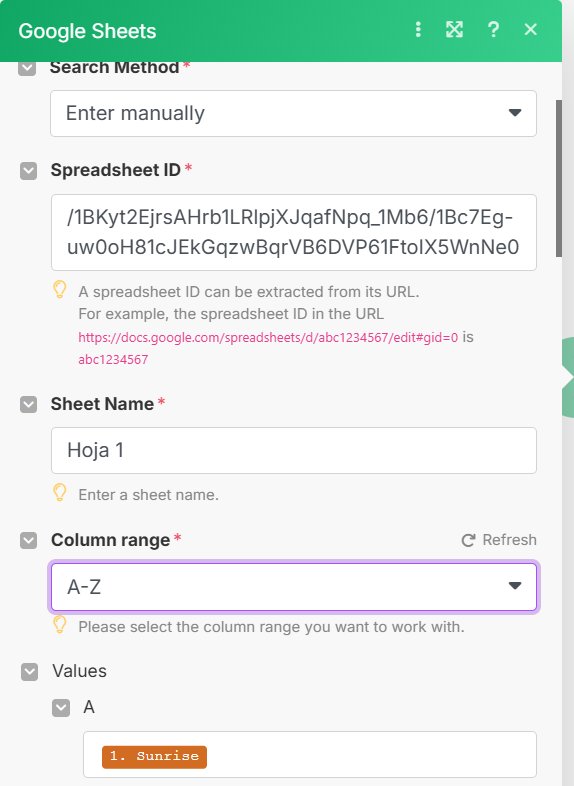 Google Sheets
Search Method *
Enter manually
Spreadsheet ID *
/1BKyt2EjrsAHrb1LRIpjXJqafNpq_1Mb6/1Bc7Eg-
uw0oH81cJEkGqzwBqrVB6DVP61FtoIX5WnNe0
A spreadsheet ID can be extracted from its URL.
For example, the spreadsheet ID in the URL
https://docs.google.com/spreadsheets/d/abc1234567/edit#gid=0 is
abc1234567
Sheet Name *
Hoja 1
Enter a sheet name.
Column range *
Refresh
A-Z
Please select the column range you want to work with.
Values
A
1. Sunrise